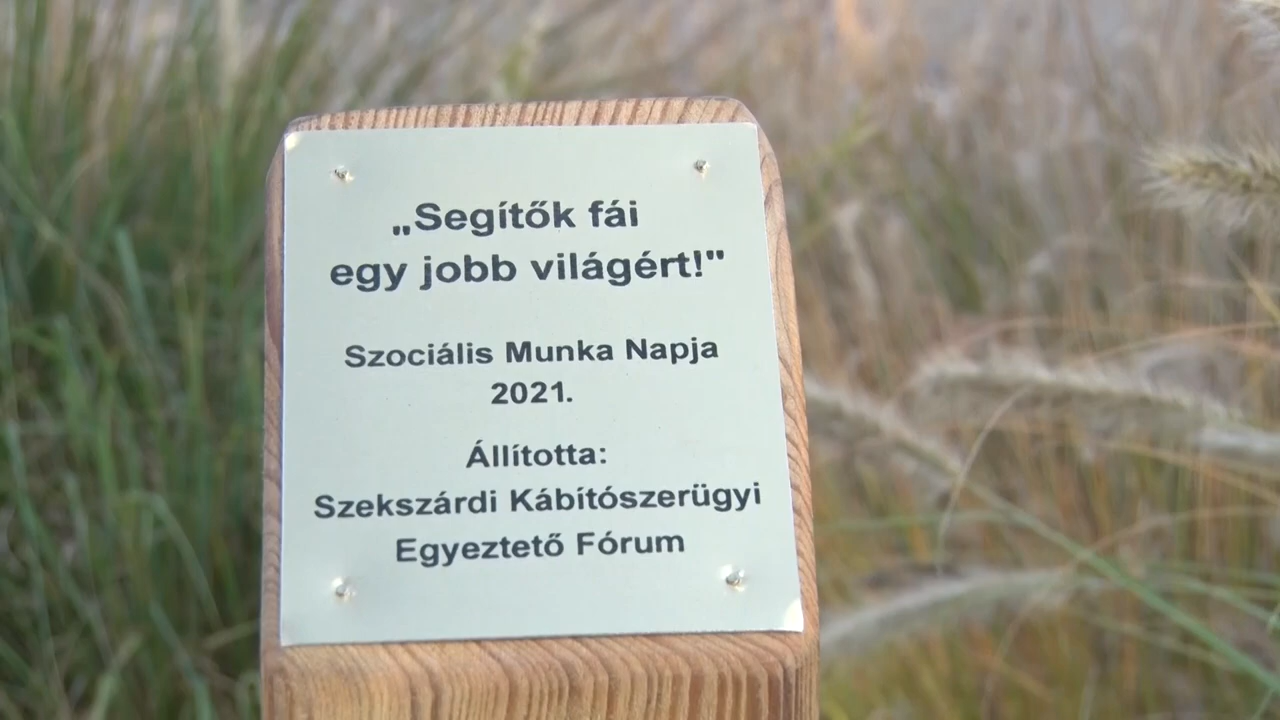 „Segítők fái
egy jobb világért!"
Szociális Munka Napja
2021.
Állította:
Szekszárdi Kábítószerügyi
Egyeztető Fórum